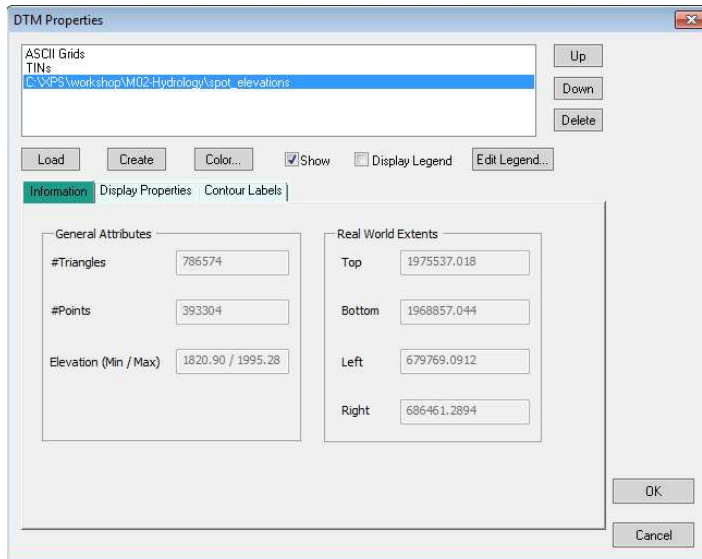 DTM Properties
ASCII Grids
TINs
C:\XPS\workshop\M02-Hydrology\spot_elevations
Up
Down
Delete
Load Create Color... Show Display Legend Edit Legend...
Information Display Properties Contour Labels
General Attributes
#Triangles 786574
#Points 393304
Elevation (Min / Max) 1820.90 / 1995.28
Real World Extents
Top 1975537.018
Bottom 1968857.044
Left 679769.0912
Right 686461.2894
OK
Cancel